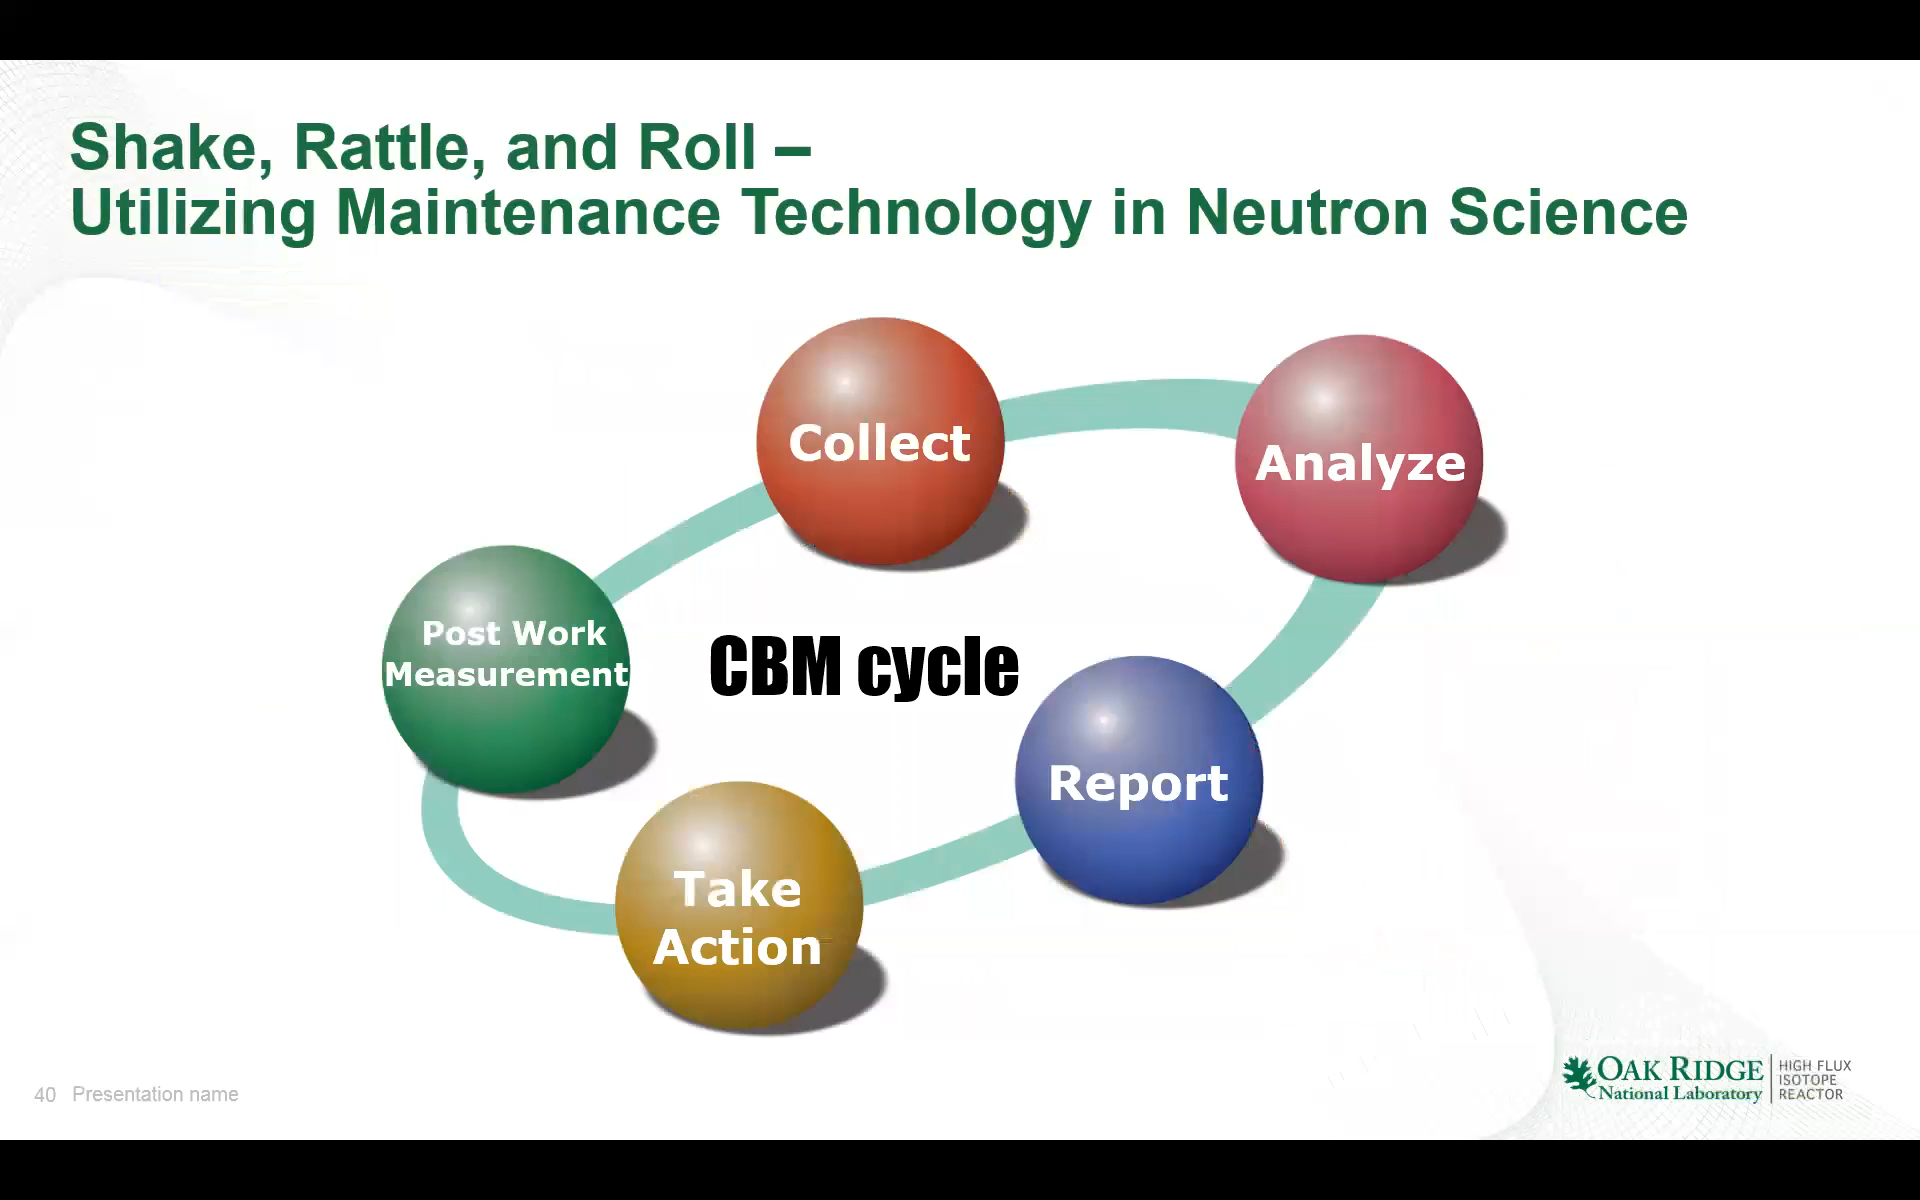 Shake, Rattle, and Roll –
Utilizing Maintenance Technology in Neutron Science
Collect
Analyze
Post Work
Measurement
CBM cycle
Report
Take
Action
40 Presentation name
OAK RIDGE
National Laboratory
HIGH FLUX
ISOTOPE
REACTOR